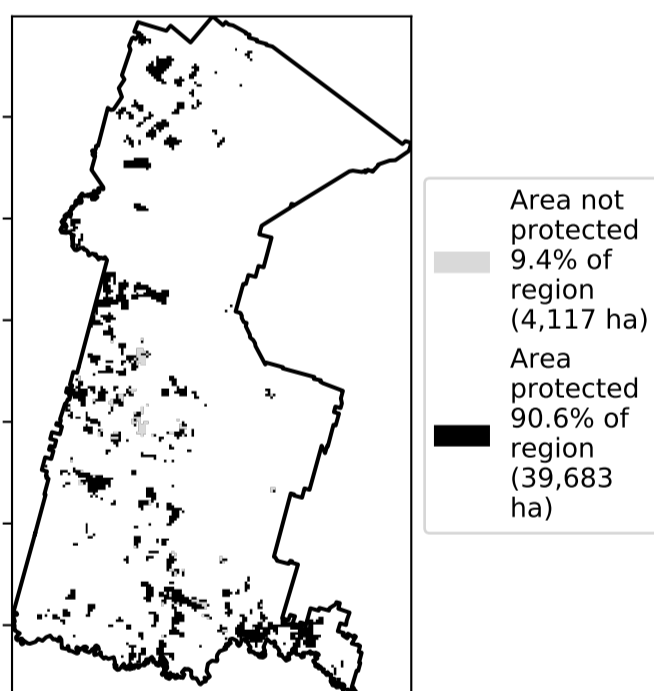 Area not
protected
9.4% of
region
(4,117 ha)
Area
protected
90.6% of
region
(39,683
ha)